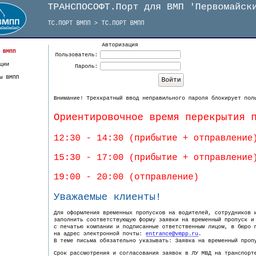 ТРАНСПОСОФТ.Порт для ВМП 'Первомайски
ТС.ПОРТ ВМПП > ТС.ПОРТ ВМПП
ВМПП
Авторизация
ВМПП
Пользователь:
ции
Пароль:
ВМПП
Войти
Внимание! Трехкратный ввод неправильного пароля блокирует поль
Ориентировочное время перекрытия п
12:30 - 14:30 (прибытие + отправление)
15:30 - 17:00 (прибытие + отправление)
19:00 - 20:00 (отправление)
Уважаемые клиенты!
Для оформления временных пропусков на водителей, сотрудников к
заполнить соответствующую форму заявки на временный пропуск и
с печатью компании и подписанные ответственным лицом, в бюро п
на адрес электронной почты: entrance@vmpp.ru.
В теме письма обязательно указывать: Заявка на временный пропу
Срок рассмотрения и согласования заявок в ЛУ МВД на транспорте